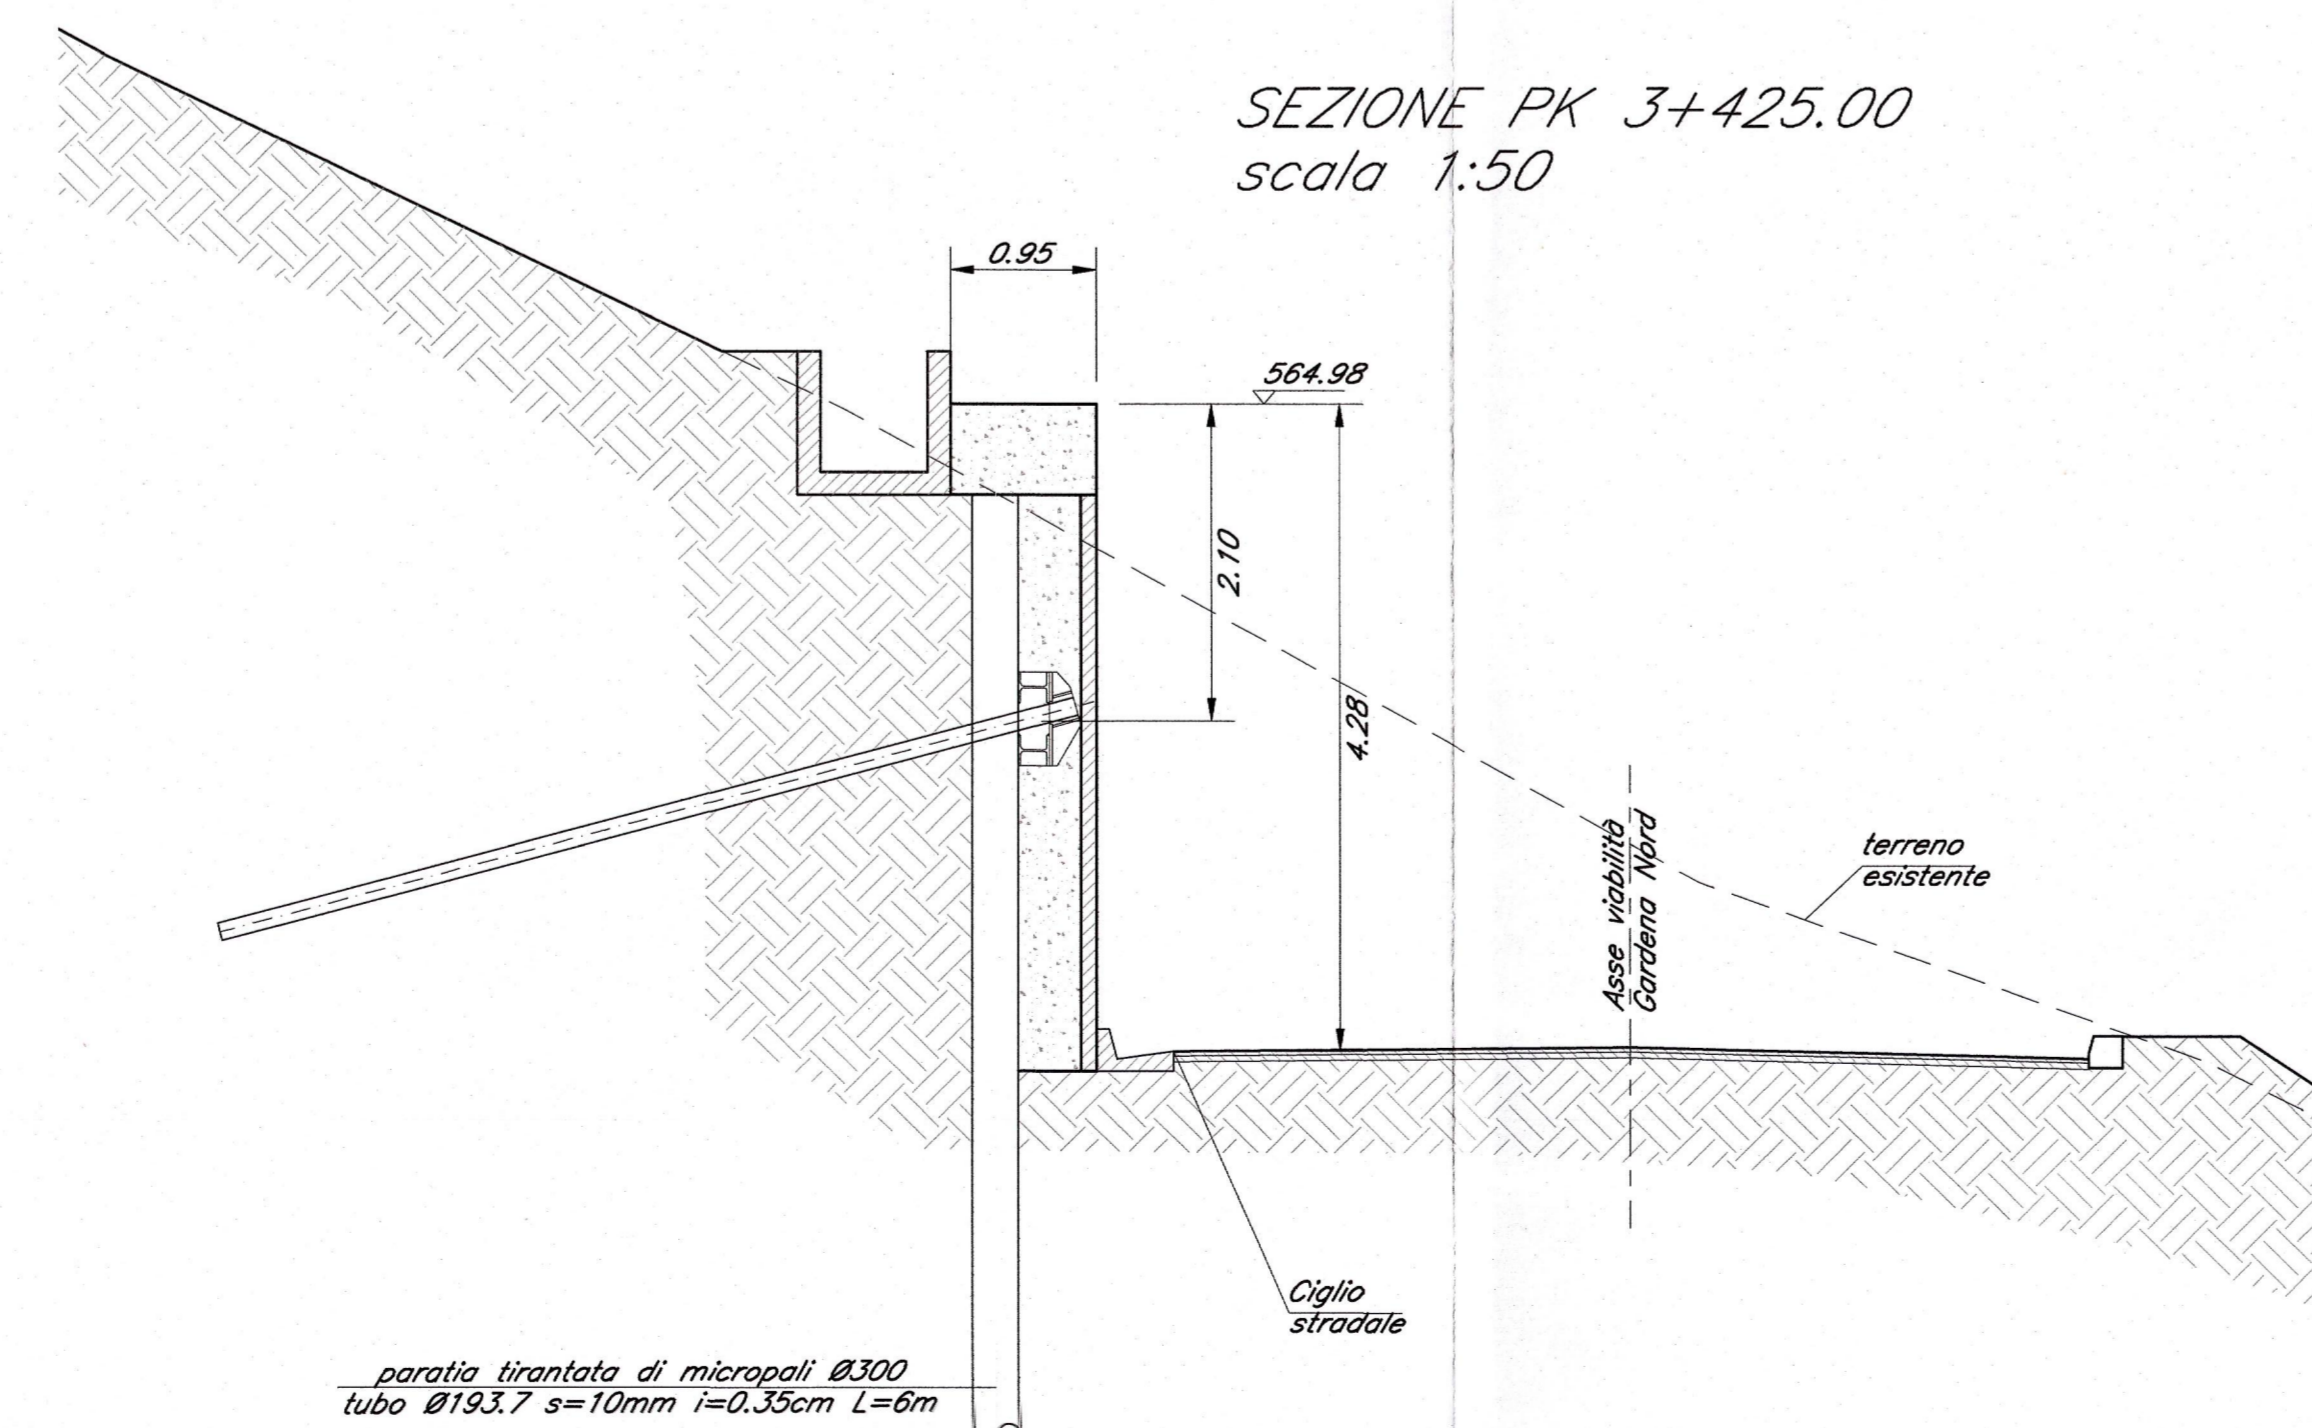 SEZIONE PK 3+425.00
scala 1:50
0.95
564.98
2.10
4.28
Asse viabilità
Gardena Nord
terreno
esistente
Ciglio
stradale
paratia tirantata di micropali Ø300
tubo Ø193.7 s=10mm i=0.35cm L=6m